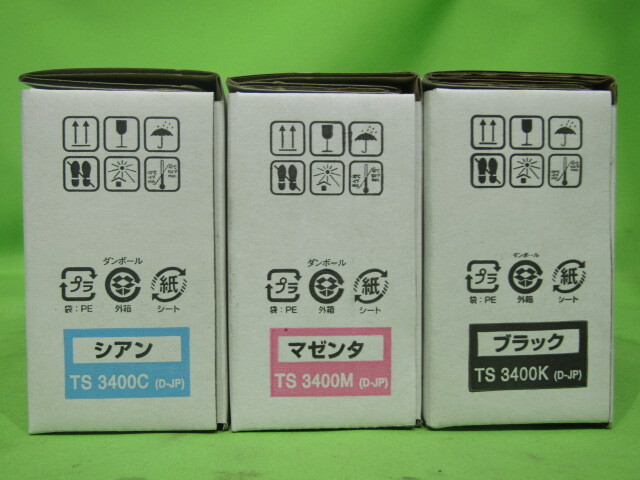 ダンボール
プラ
紙
袋：PE
外箱
シート
シアン
TS 3400C (D-JP)
ダンボール
プラ
紙
袋：PE
外箱
シート
マゼンタ
TS 3400M (D-JP)
ダンボール
プラ
紙
袋：PE
外箱
シート
ブラック
TS 3400K (D-JP)